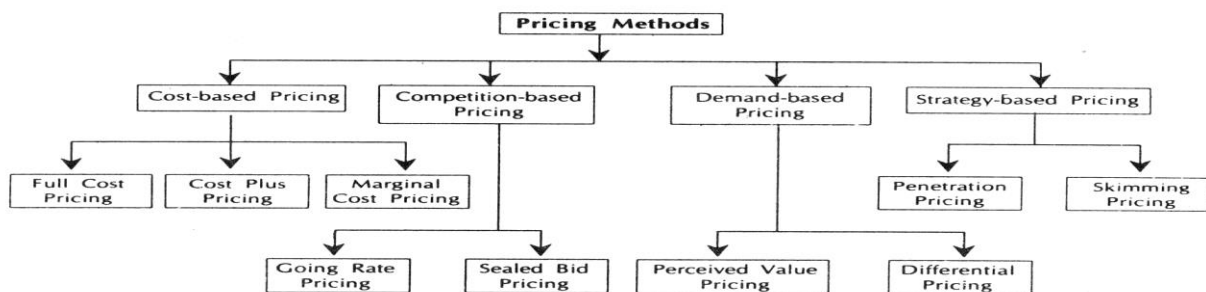 Pricing Methods
Cost-based Pricing
Competition-based
Pricing
Demand-based
Pricing
Strategy-based Pricing
Full Cost
Pricing
Cost Plus
Pricing
Marginal
Cost Pricing
Penetration
Pricing
Skimming
Pricing
Going Rate
Pricing
Sealed Bid
Pricing
Perceived Value
Pricing
Differential
Pricing